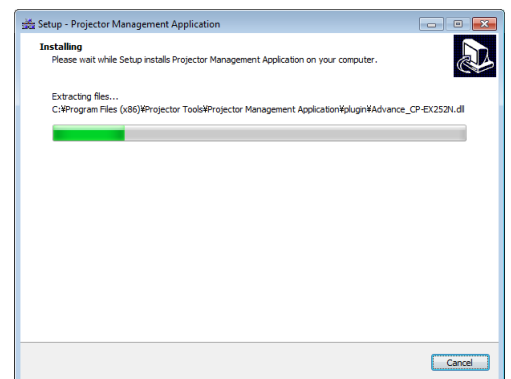 Setup - Projector Management Application
Installing
Please wait while Setup installs Projector Management Application on your computer.
Extracting files...
C:¥Program Files (x86)¥Projector Tools¥Projector Management Application¥plugin¥Advance_CP-EX252N.dll
Cancel